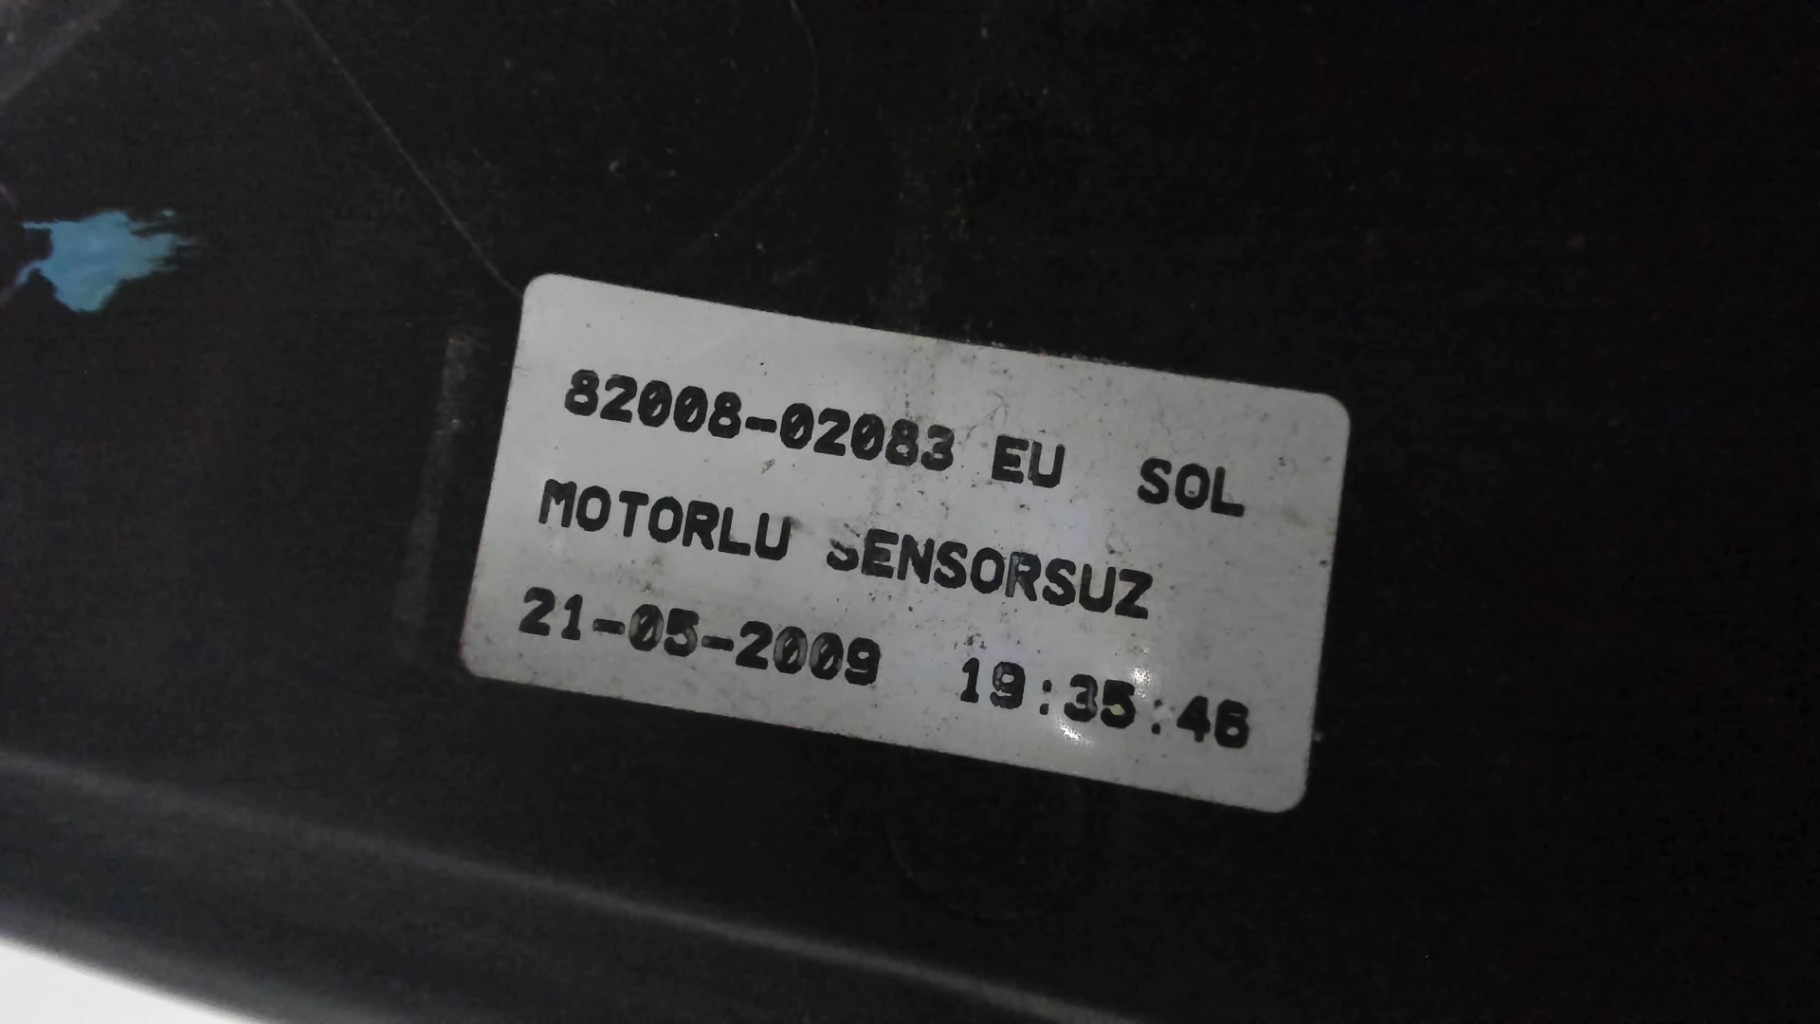 82008-02083 EU SOL
MOTORLU SENSORSUZ
21-05-2009 19:35:46